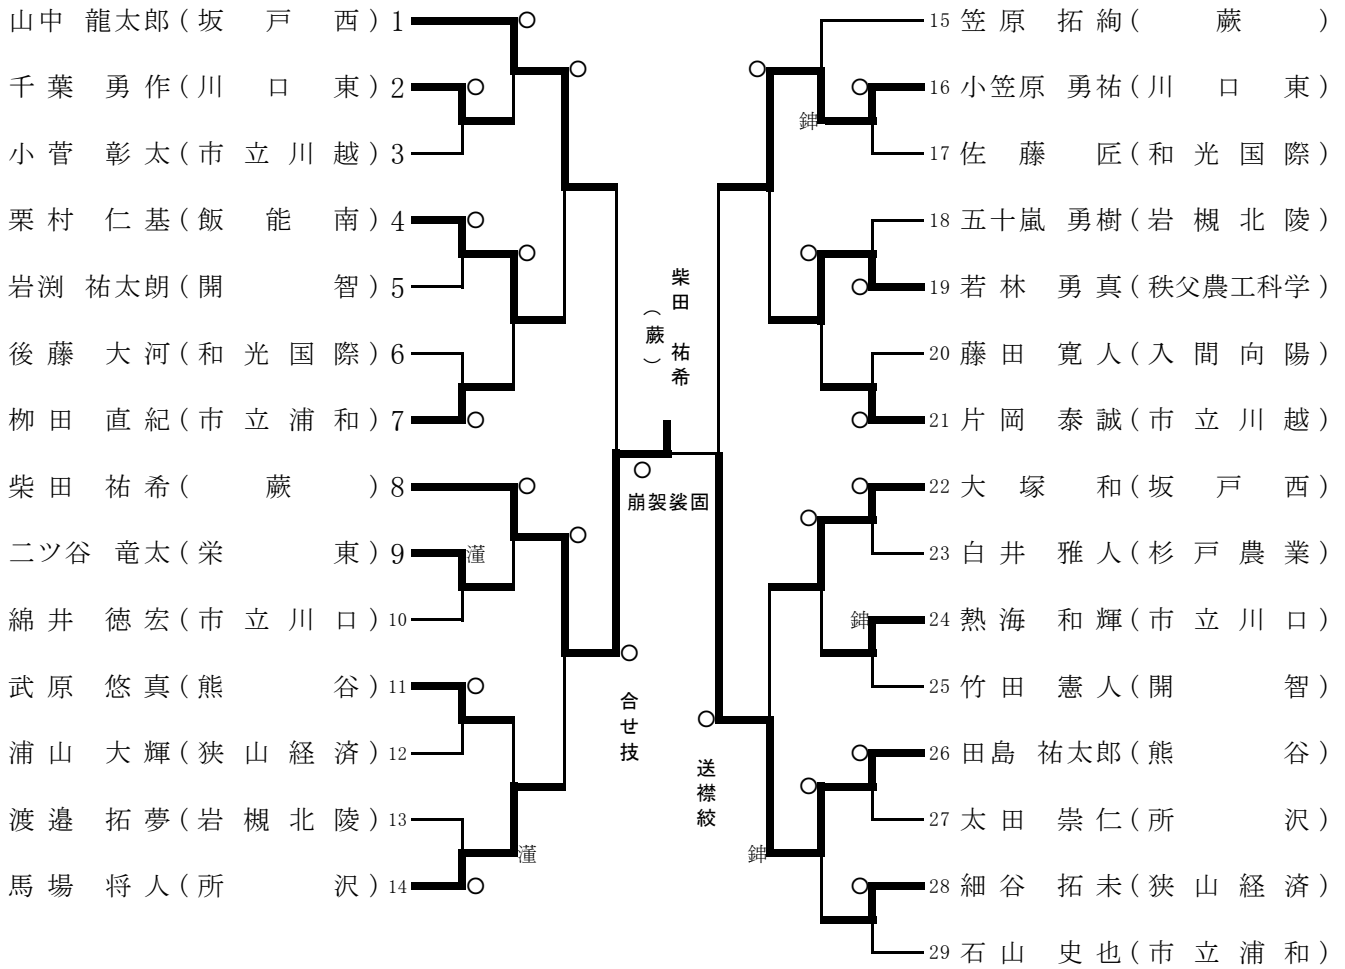 山中 龍太郎(坂戸西) 1
千葉 勇作(川口東) 2
小菅 彰太(市立川越) 3
栗村 仁基(飯能南) 4
岩渕 祐太朗(開智) 5
後藤 大河(和光国際) 6
栁田 直紀(市立浦和) 7
柴田 祐希(蕨) 8
二ツ谷 竜太(栄東) 9
綿井 徳宏(市立川口) 10
武原 悠真(熊谷) 11
浦山 大輝(狭山経済) 12
渡邉 拓夢(岩槻北陵) 13
馬場 将人(所沢) 14
柴田 祐希
(蕨)
崩袈裟固
合せ技
送襟絞
15 笠原 拓絢(蕨)
16 小笠原 勇祐(川口東)
17 佐藤 匠(和光国際)
18 五十嵐 勇樹(岩槻北陵)
19 若林 勇真(秩父農工科学)
20 藤田 寛人(入間向陽)
21 片岡 泰誠(市立川越)
22 大塚 和(坂戸西)
23 白井 雅人(杉戸農業)
24 熱海 和輝(市立川口)
25 竹田 憲人(開智)
26 田島 祐太郎(熊谷)
27 太田 崇仁(所沢)
28 細谷 拓未(狭山経済)
29 石山 史也(市立浦和)